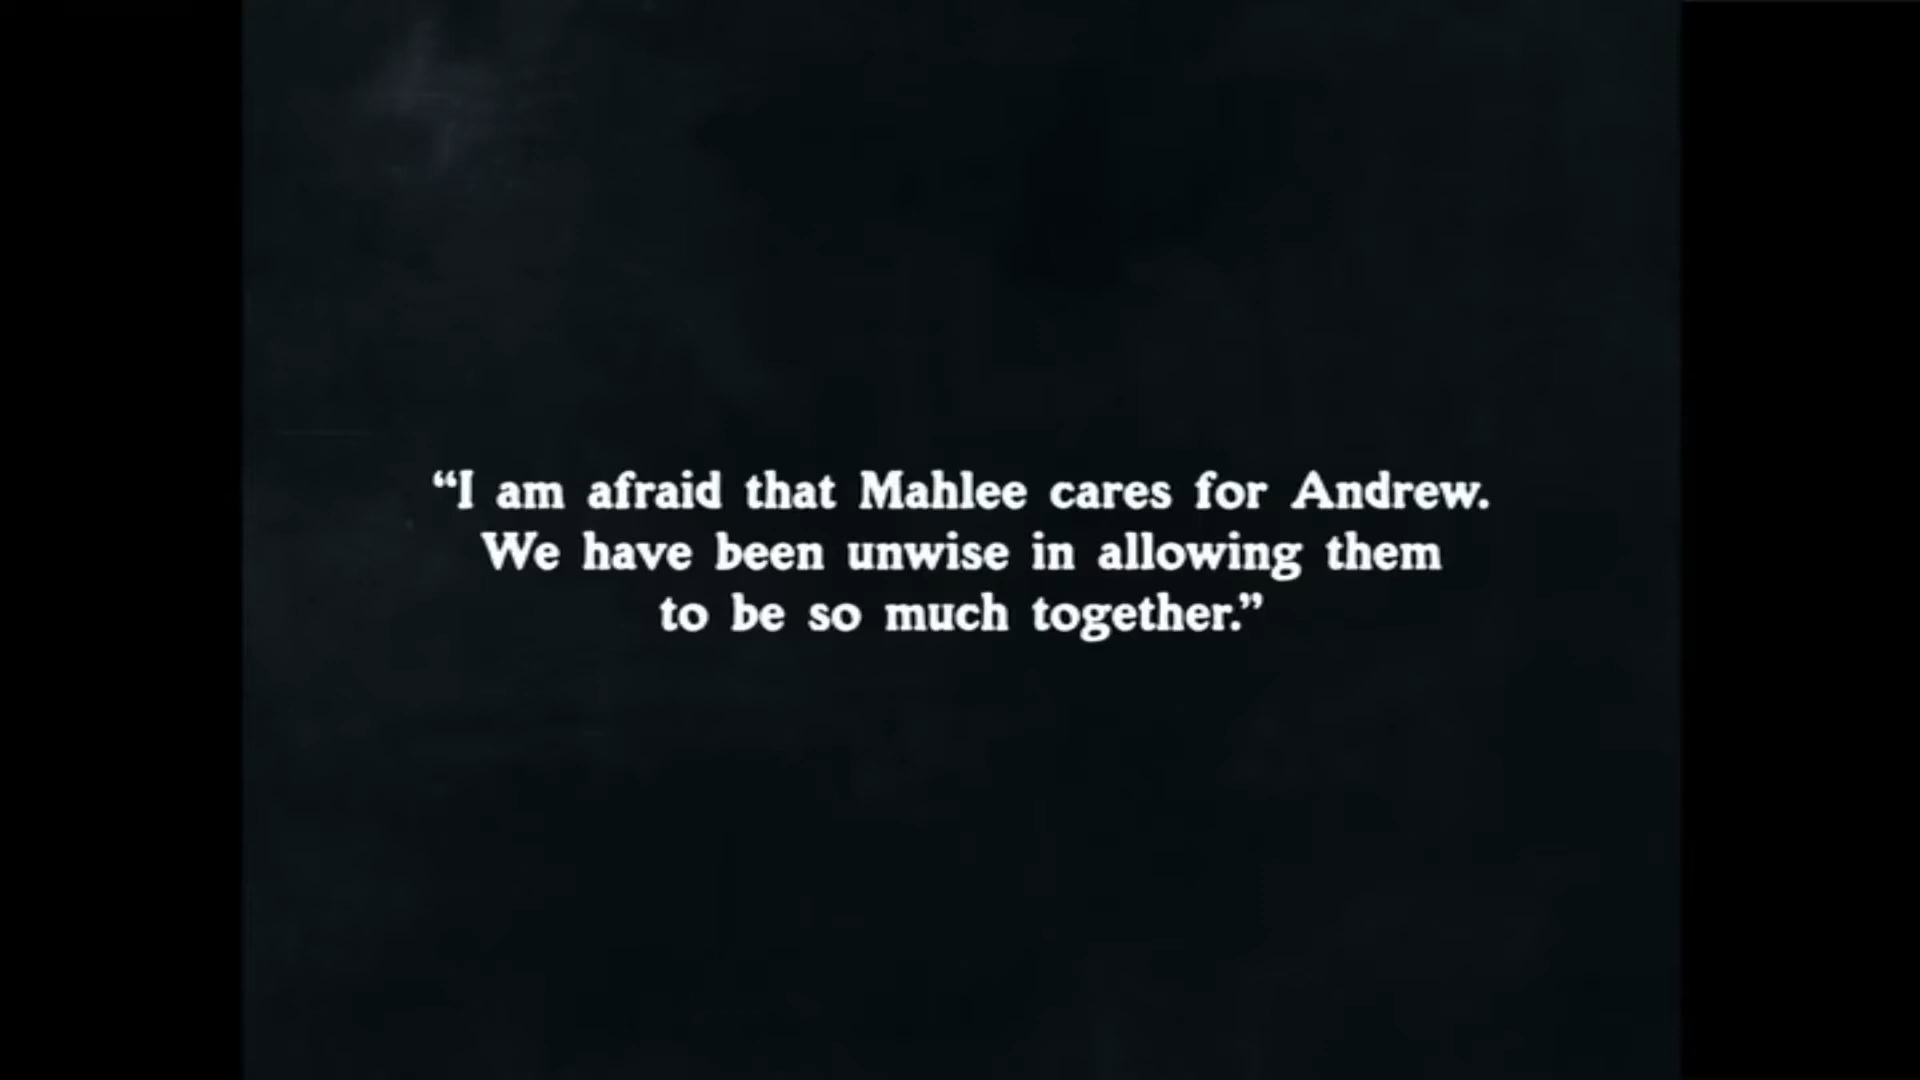 “I am afraid that Mahlee cares for Andrew.
We have been unwise in allowing them
to be so much together.”